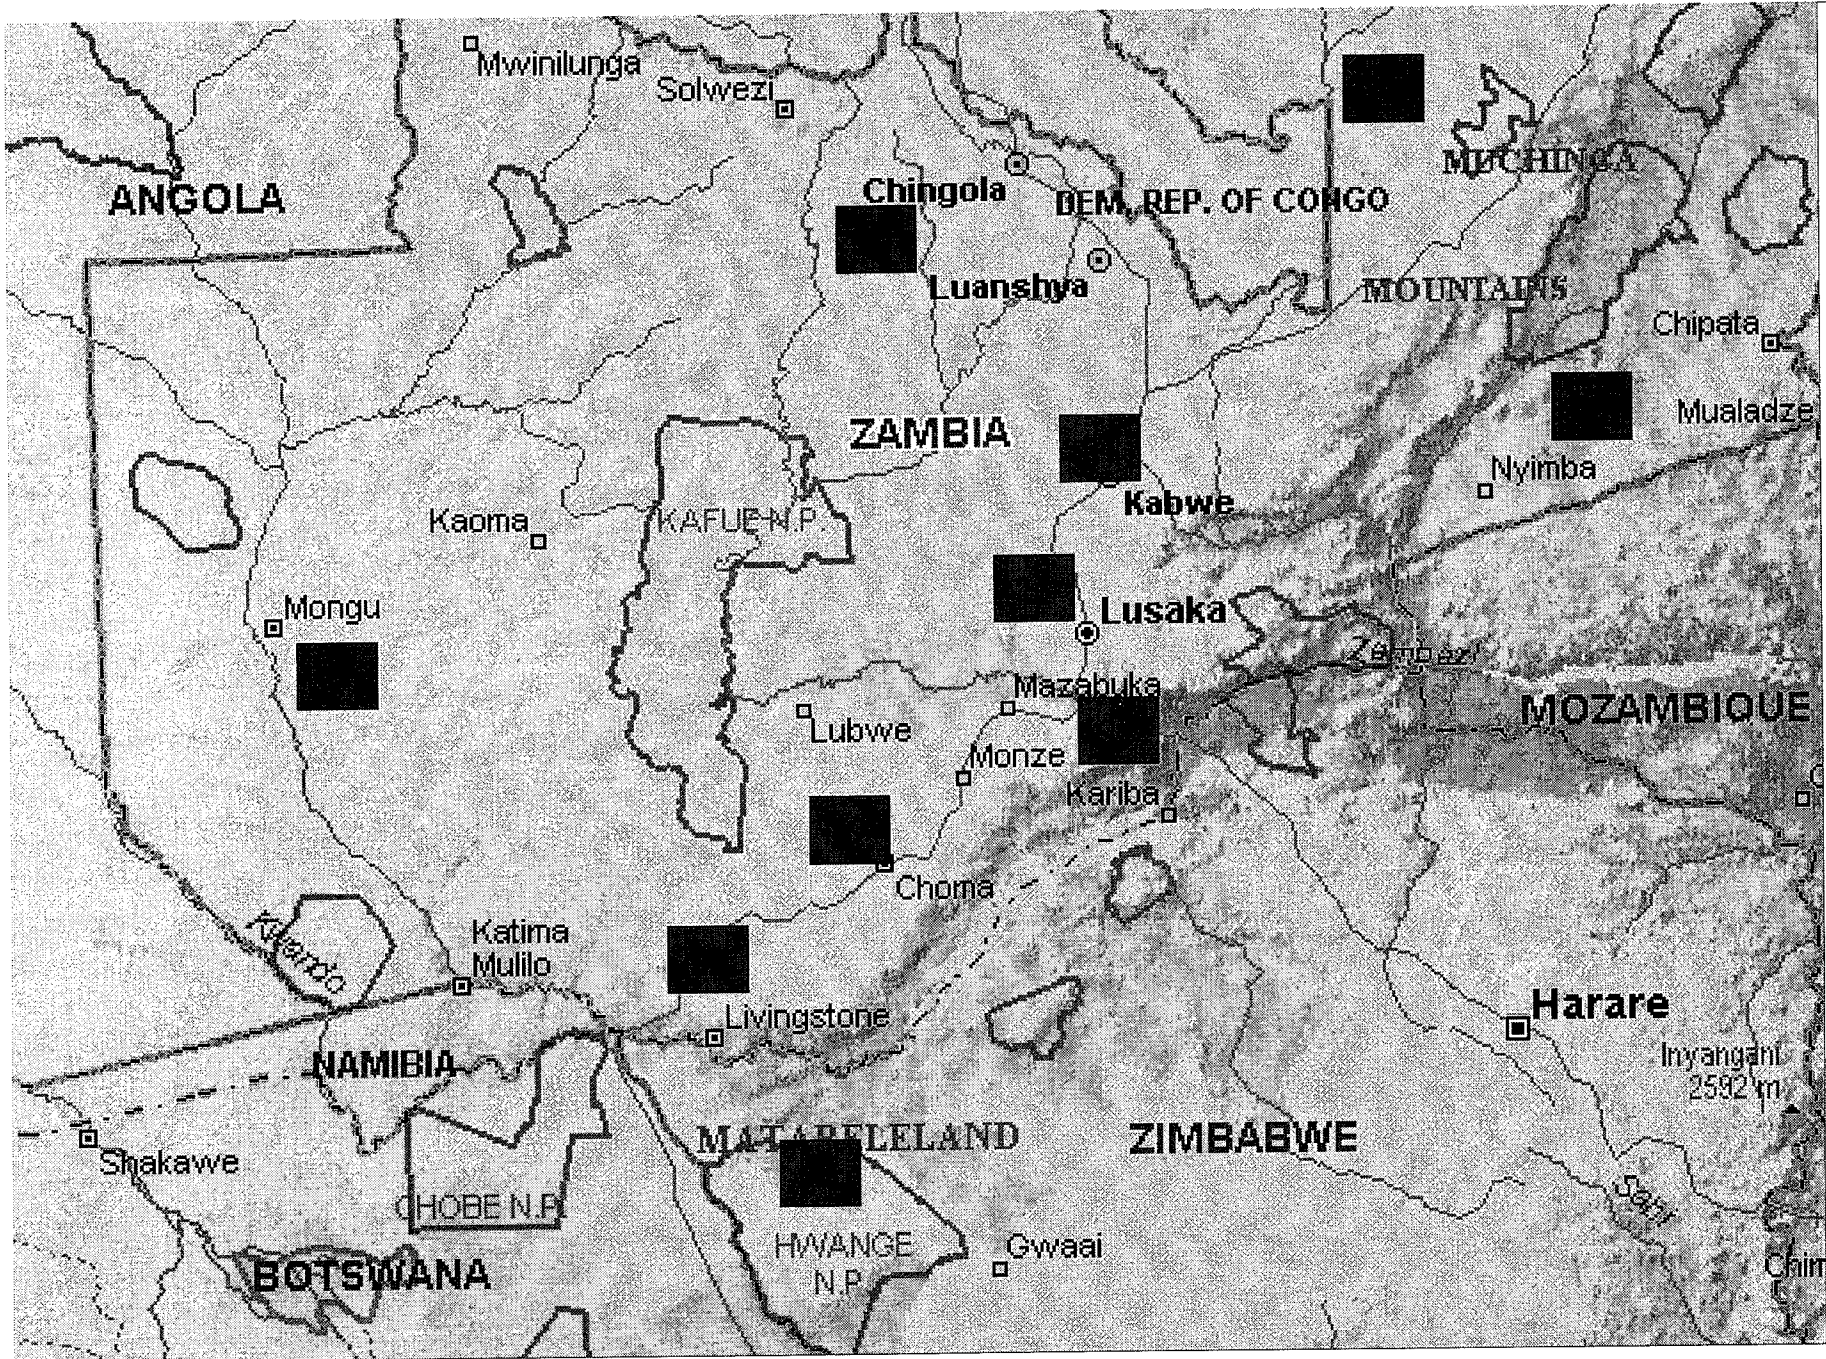 Mwinilunga
Solwezi
MUCHINGA
ANGOLA
Chingola
DEM. REP. OF CONGO
Luanshya
MOUNTAINS
Chipata
Mualadze
ZAMBIA
Nyimba
Kabwe
Kaoma
KAFUE N.P.
Mongu
Lusaka
Zambezi
Mazabuka
MOZAMBIQUE
Lubwe
Monze
Kariba
Choma
Kwando
Katima
Mulilo
Harare
Livingstone
NAMIBIA
Inyangani
2592 m
MATABELELAND
ZIMBABWE
Shakawe
CHOBE N.P.
HWANGE
N.P.
Gwaai
BOTSWANA